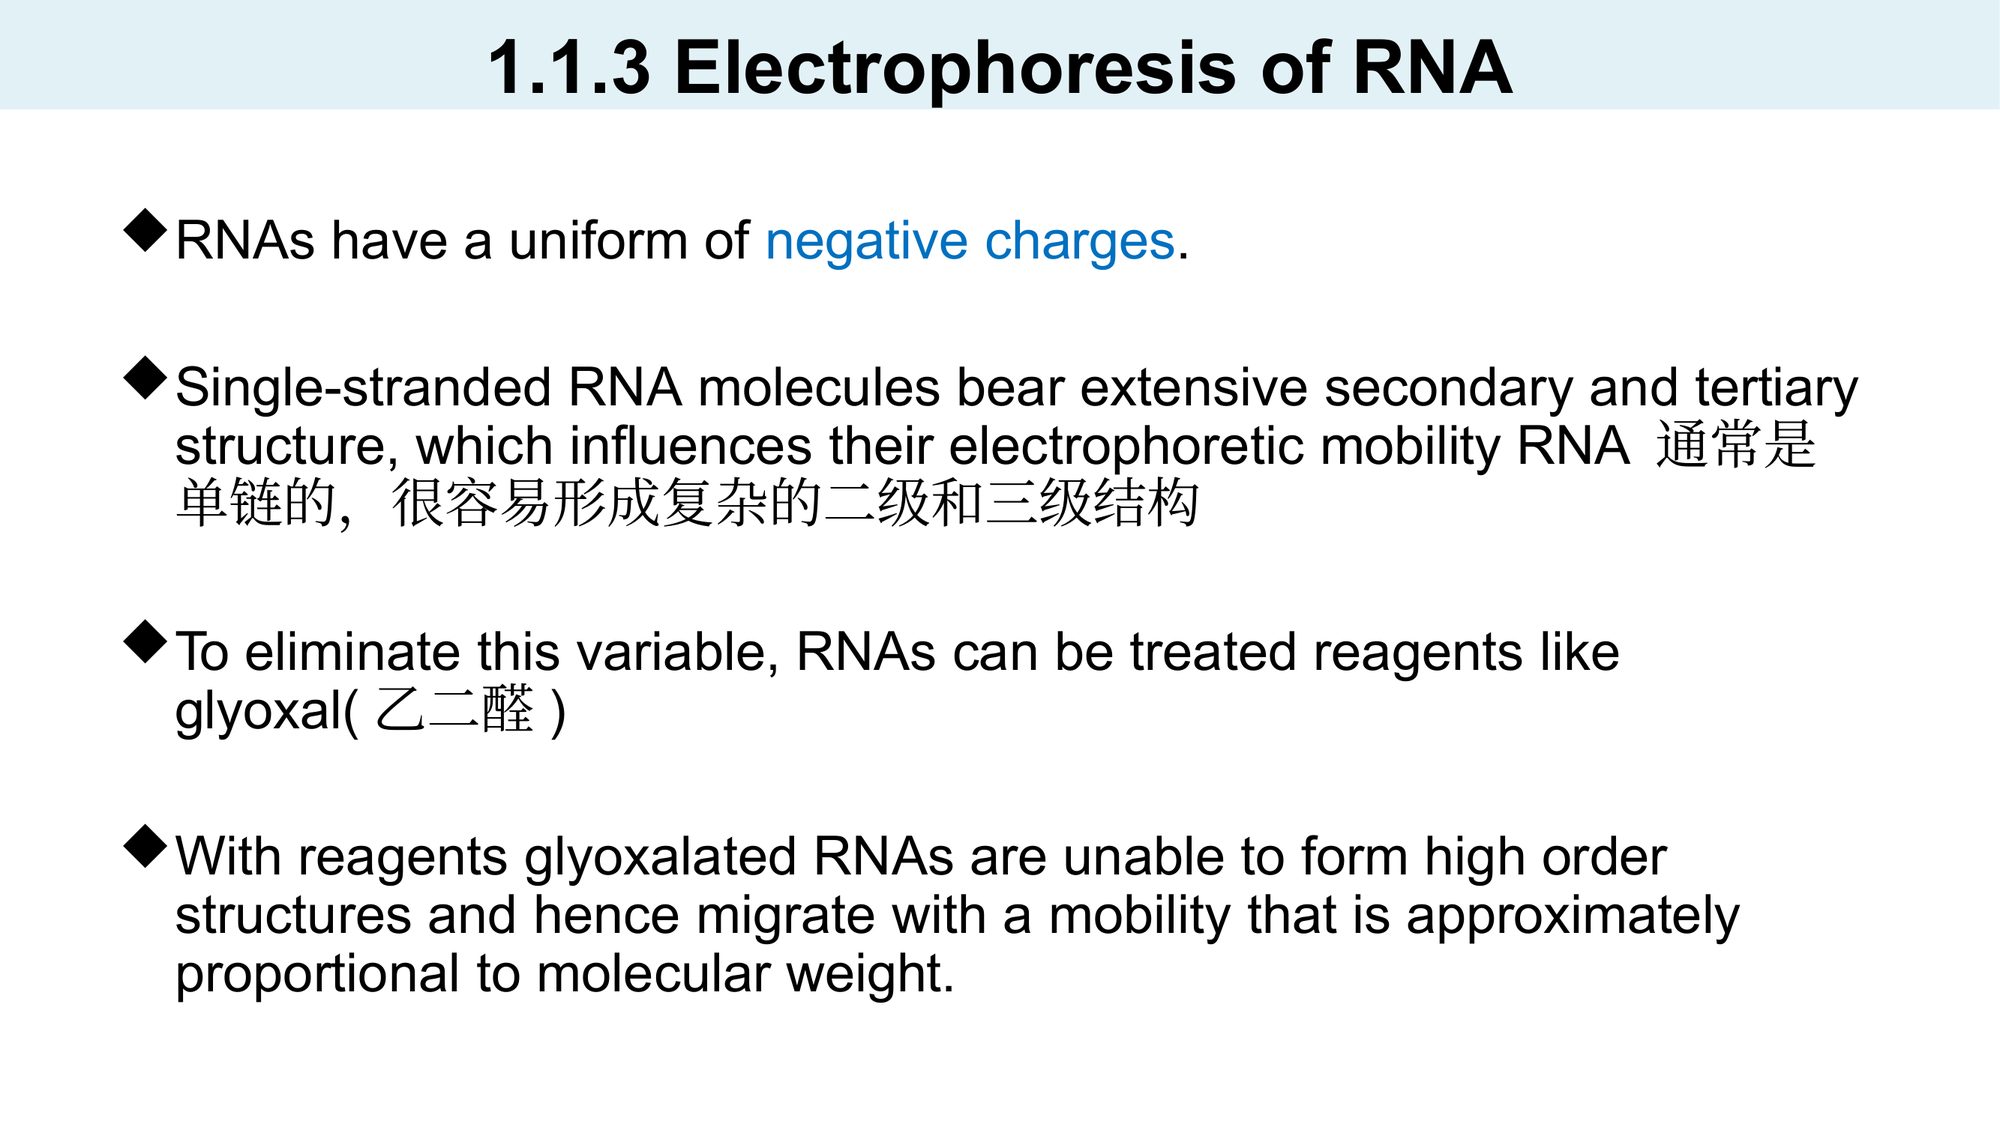 1.1.3 Electrophoresis of RNA
◆RNAs have a uniform of negative charges.
◆Single-stranded RNA molecules bear extensive secondary and tertiary
structure, which influences their electrophoretic mobility RNA 通常是
单链的，很容易形成复杂的二级和三级结构
◆To eliminate this variable, RNAs can be treated reagents like
glyoxal( 乙二醛 )
◆With reagents glyoxalated RNAs are unable to form high order
structures and hence migrate with a mobility that is approximately
proportional to molecular weight.